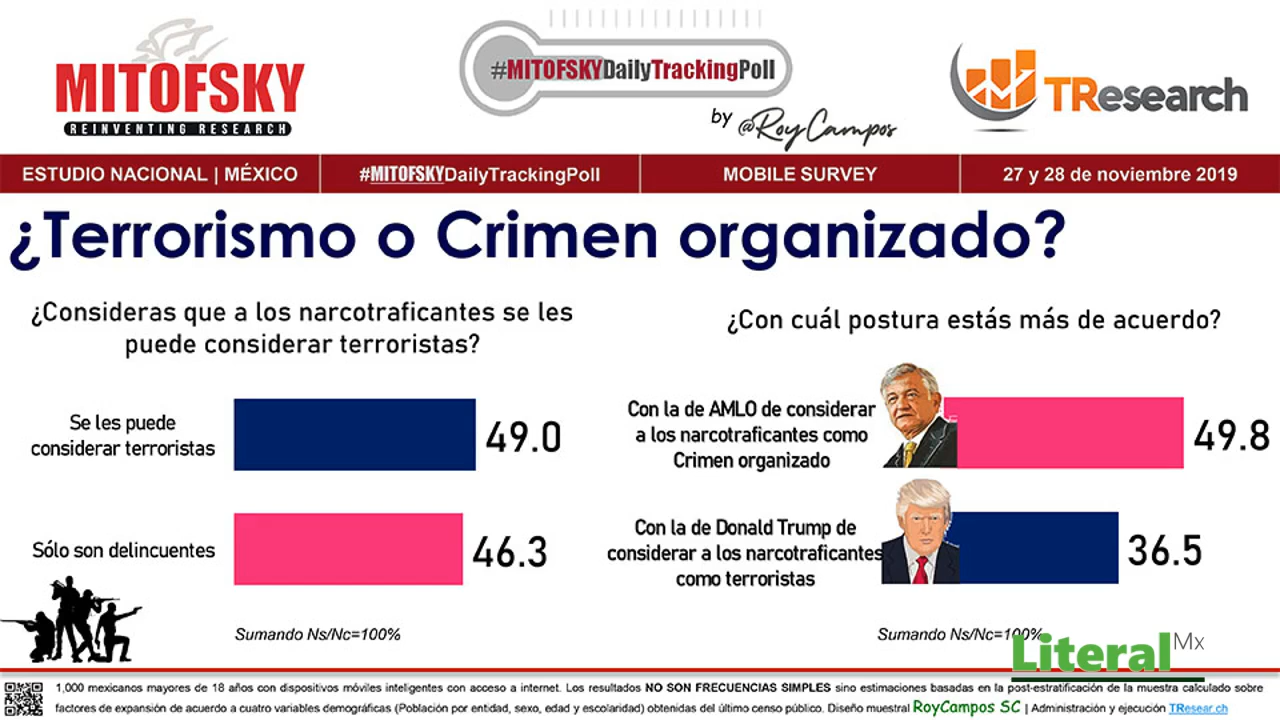 MITOFSKY
REINVENTING RESEARCH
#MITOFSKYDailyTrackingPoll
by @RoyCampos
TResearch
ESTUDIO NACIONAL | MÉXICO
#MITOFSKYDailyTrackingPoll
MOBILE SURVEY
27 y 28 de noviembre 2019
¿Terrorismo o Crimen organizado?
¿Consideras que a los narcotraficantes se les
puede considerar terroristas?
Se les puede
considerar terroristas
49.0
Sólo son delincuentes
46.3
Sumando Ns/Nc=100%
¿Con cuál postura estás más de acuerdo?
Con la de AMLO de considerar
a los narcotraficantes como
Crimen organizado
49.8
Con la de Donald Trump de
considerar a los narcotraficantes
como terroristas
36.5
Sumando Ns/Nc=100%
Literal Mx
1,000 mexicanos mayores de 18 años con dispositivos móviles inteligentes con acceso a internet. Los resultados NO SON FRECUENCIAS SIMPLES sino estimaciones basadas en la post-estratificación de la muestra calculado sobre
factores de expansión de acuerdo a cuatro variables demográficas (Población por entidad, sexo, edad y escolaridad) obtenidas del último censo público. Diseño muestral RoyCampos SC | Administración y ejecución TResear.ch